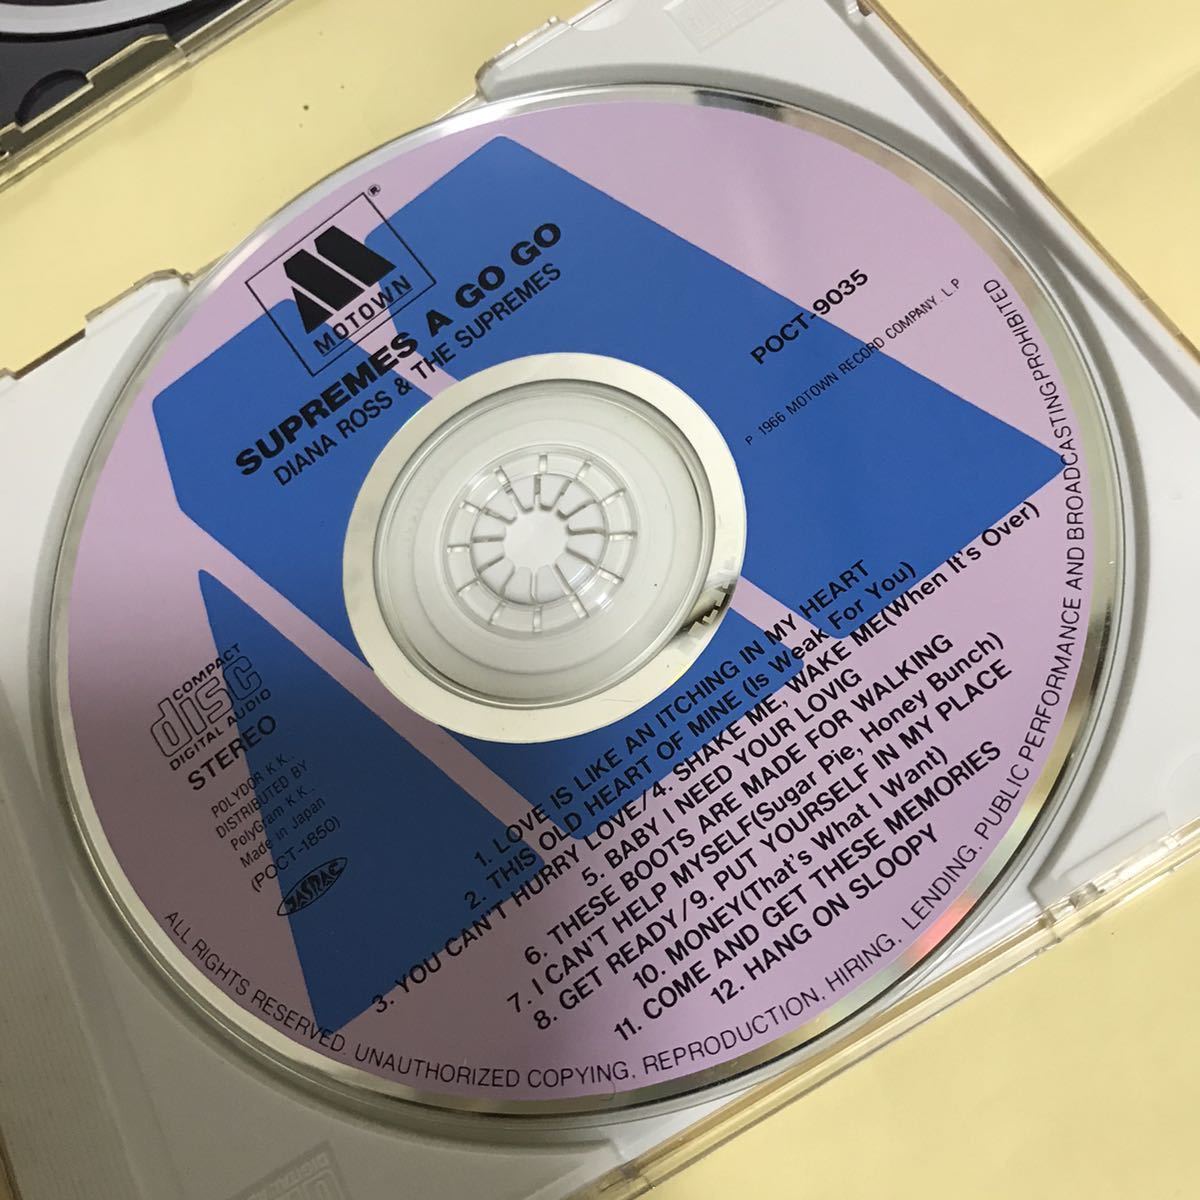 MOTOWN®
SUPREMES A GO GO
DIANA ROSS & THE SUPREMES
POCT-9035
P 1966 MOTOWN RECORD COMPANY. L.P
COMPACT
disc
DIGITAL AUDIO
STEREO
POLYDOR K.K.,
DISTRIBUTED BY
PolyGram K.K.,
Made in Japan
(POCT-1850)
JASRAC
1. LOVE IS LIKE AN ITCHING IN MY HEART
2. THIS OLD HEART OF MINE (Is Weak For You)
3. YOU CAN'T HURRY LOVE/4. SHAKE ME, WAKE ME(When It's Over)
5. BABY I NEED YOUR LOVIG
6. THESE BOOTS ARE MADE FOR WALKING
7. I CAN'T HELP MYSELF(Sugar Pie, Honey Bunch)
8. GET READY/9. PUT YOURSELF IN MY PLACE
10. MONEY(That's What I Want)
11. COME AND GET THESE MEMORIES
12. HANG ON SLOOPY
ALL RIGHTS RESERVED. UNAUTHORIZED COPYING, REPRODUCTION, HIRING, LENDING, PUBLIC PERFORMANCE AND BROADCASTING PROHIBITED